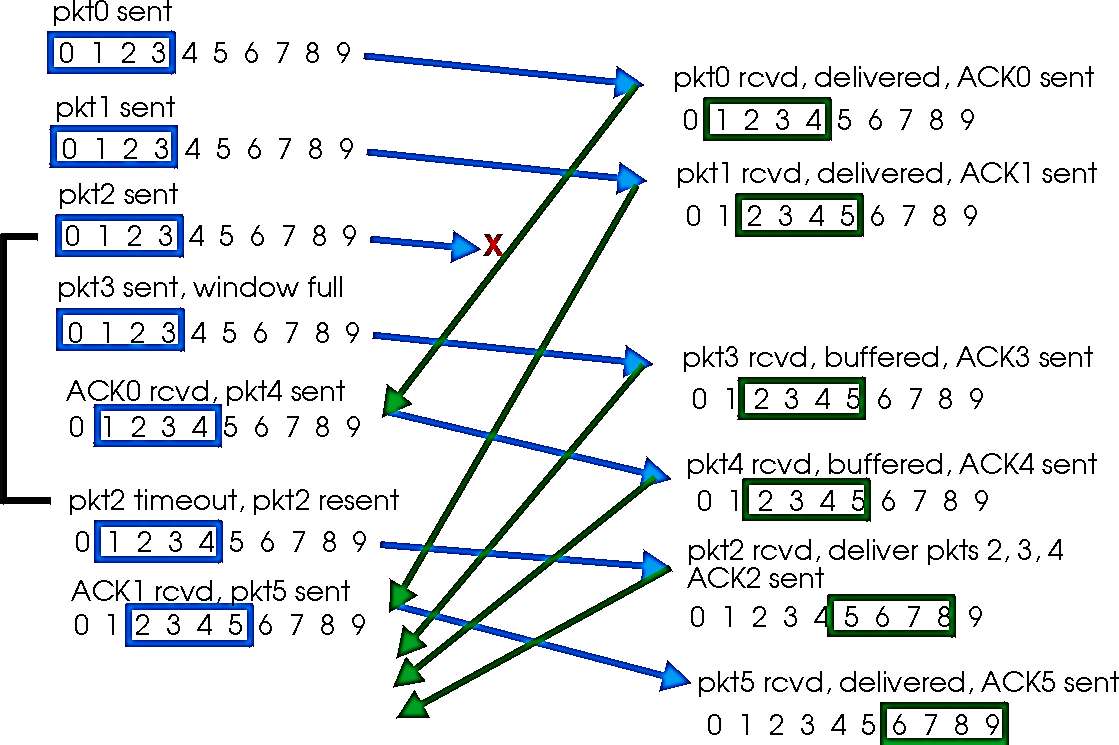 pkt0 sent
0 1 2 3 4 5 6 7 8 9
pkt1 sent
0 1 2 3 4 5 6 7 8 9
pkt2 sent
0 1 2 3 4 5 6 7 8 9
X
pkt3 sent, window full
0 1 2 3 4 5 6 7 8 9
ACK0 rcvd, pkt4 sent
0 1 2 3 4 5 6 7 8 9
pkt2 timeout, pkt2 resent
0 1 2 3 4 5 6 7 8 9
ACK1 rcvd, pkt5 sent
0 1 2 3 4 5 6 7 8 9
pkt0 rcvd, delivered, ACK0 sent
0 1 2 3 4 5 6 7 8 9
pkt1 rcvd, delivered, ACK1 sent
0 1 2 3 4 5 6 7 8 9
pkt3 rcvd, buffered, ACK3 sent
0 1 2 3 4 5 6 7 8 9
pkt4 rcvd, buffered, ACK4 sent
0 1 2 3 4 5 6 7 8 9
pkt2 rcvd, deliver pkts 2, 3, 4
ACK2 sent
0 1 2 3 4 5 6 7 8 9
pkt5 rcvd, delivered, ACK5 sent
0 1 2 3 4 5 6 7 8 9